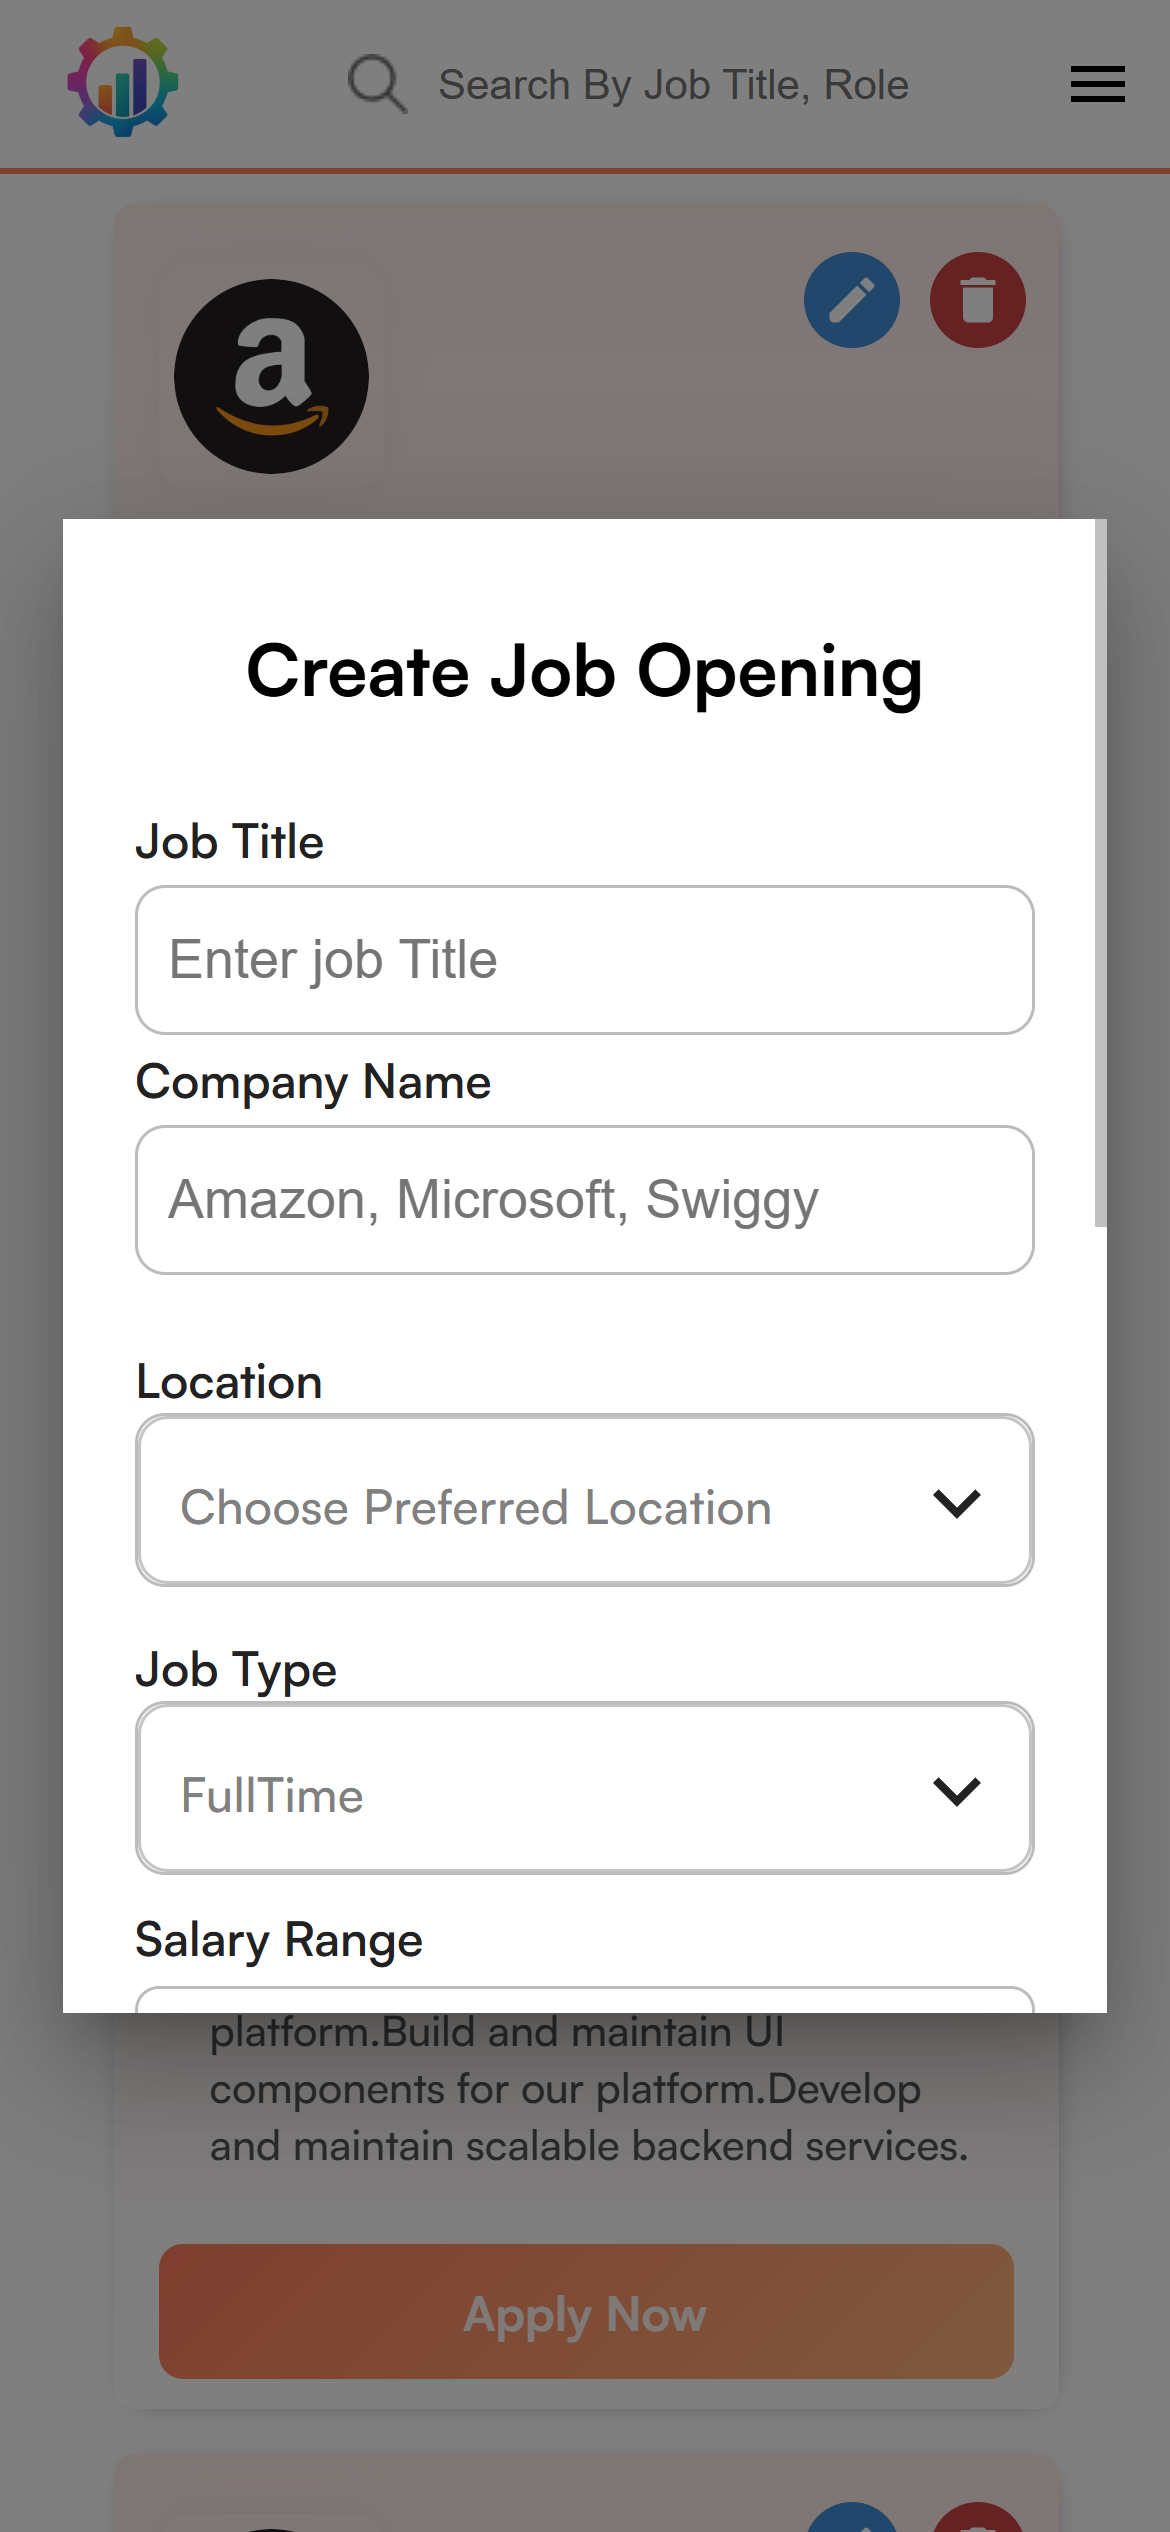 Search By Job Title, Role
a
Create Job Opening
Job Title
Enter job Title
Company Name
Amazon, Microsoft, Swiggy
Location
Choose Preferred Location
Job Type
FullTime
Salary Range
platform.Build and maintain UI
components for our platform.Develop
and maintain scalable backend services.
Apply Now